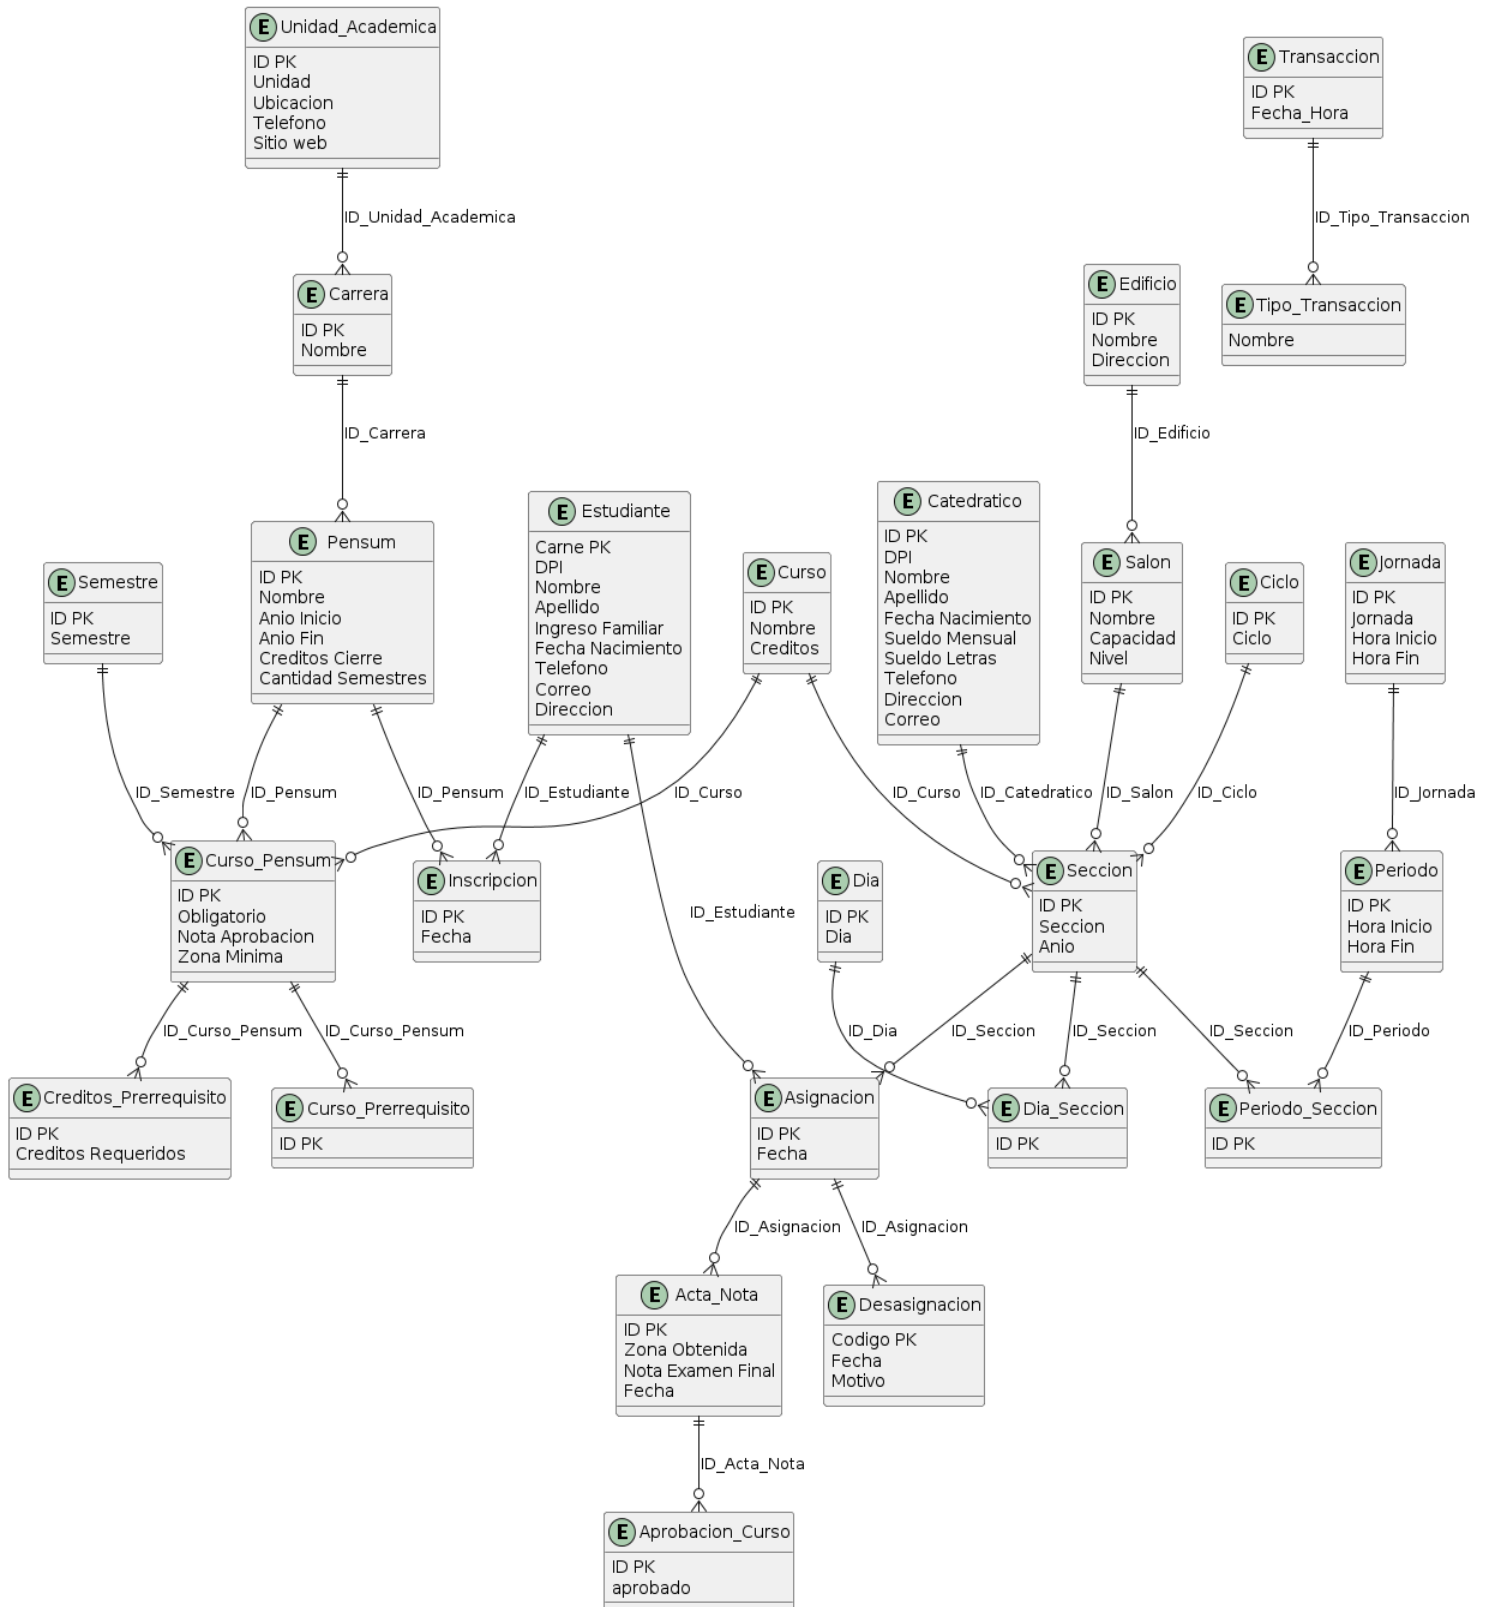 E Unidad_Academica
ID PK
Unidad
Ubicacion
Telefono
Sitio web
E Transaccion
ID PK
Fecha_Hora
ID_Unidad_Academica
ID_Tipo_Transaccion
E Carrera
ID PK
Nombre
E Edificio
ID PK
Nombre
Direccion
E Tipo_Transaccion
Nombre
ID_Carrera
ID_Edificio
E Semestre
ID PK
Semestre
E Pensum
ID PK
Nombre
Anio Inicio
Anio Fin
Creditos Cierre
Cantidad Semestres
E Estudiante
Carne PK
DPI
Nombre
Apellido
Ingreso Familiar
Fecha Nacimiento
Telefono
Correo
Direccion
E Curso
ID PK
Nombre
Creditos
E Catedratico
ID PK
DPI
Nombre
Apellido
Fecha Nacimiento
Sueldo Mensual
Sueldo Letras
Telefono
Direccion
Correo
E Salon
ID PK
Nombre
Capacidad
Nivel
E Ciclo
ID PK
Ciclo
E Jornada
ID PK
Jornada
Hora Inicio
Hora Fin
ID_Semestre
ID_Pensum
ID_Pensum
ID_Estudiante
ID_Curso
ID_Curso
ID_Catedratico
ID_Salon
ID_Ciclo
ID_Jornada
E Curso_Pensum
ID PK
Obligatorio
Nota Aprobacion
Zona Minima
E Inscripcion
ID PK
Fecha
ID_Estudiante
E Dia
ID PK
Dia
E Seccion
ID PK
Seccion
Anio
E Periodo
ID PK
Hora Inicio
Hora Fin
ID_Curso_Pensum
ID_Curso_Pensum
ID_Dia
ID_Seccion
ID_Seccion
ID_Seccion
ID_Periodo
E Creditos_Prerrequisito
ID PK
Creditos Requeridos
E Curso_Prerrequisito
ID PK
E Asignacion
ID PK
Fecha
E Dia_Seccion
ID PK
E Periodo_Seccion
ID PK
ID_Asignacion
ID_Asignacion
E Acta_Nota
ID PK
Zona Obtenida
Nota Examen Final
Fecha
E Desasignacion
Codigo PK
Fecha
Motivo
ID_Acta_Nota
E Aprobacion_Curso
ID PK
aprobado